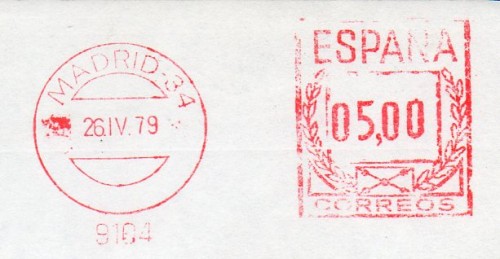 MADRID-34
26.IV.79
9104
ESPAÑA
05,00
CORREOS